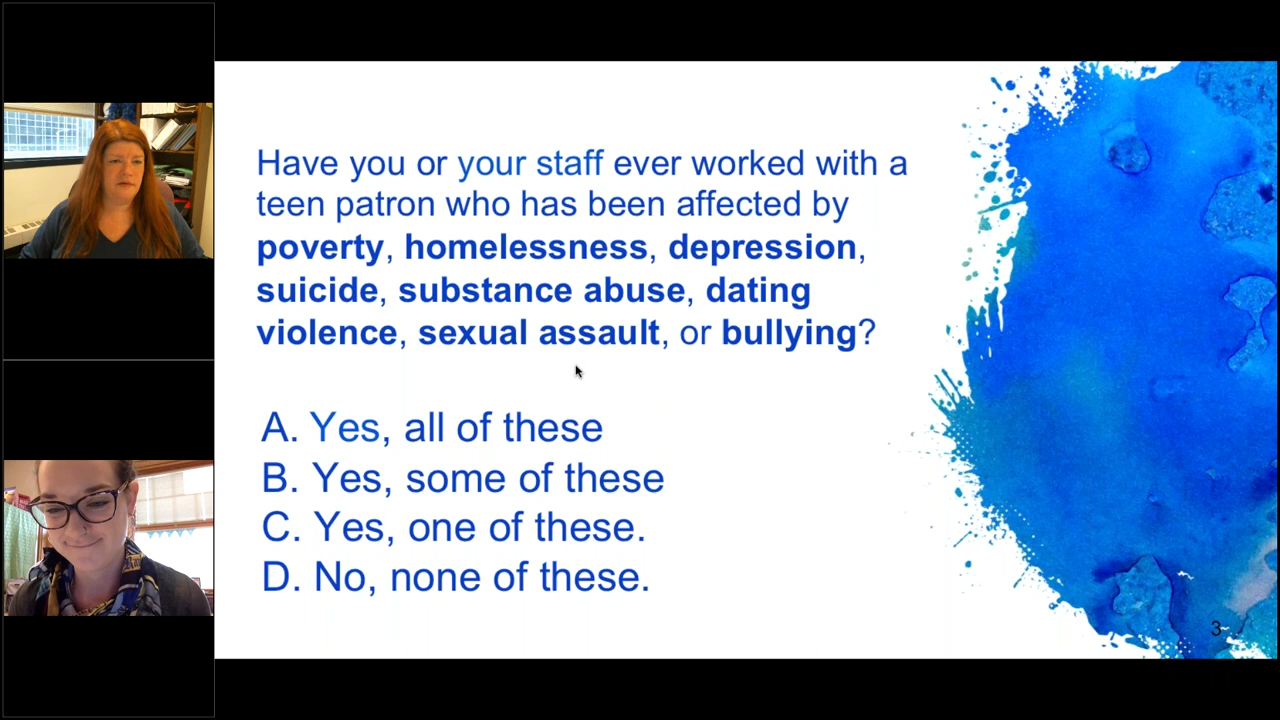 Have you or your staff ever worked with a
teen patron who has been affected by
poverty, homelessness, depression,
suicide, substance abuse, dating
violence, sexual assault, or bullying?
A. Yes, all of these
B. Yes, some of these
C. Yes, one of these.
D. No, none of these.
3